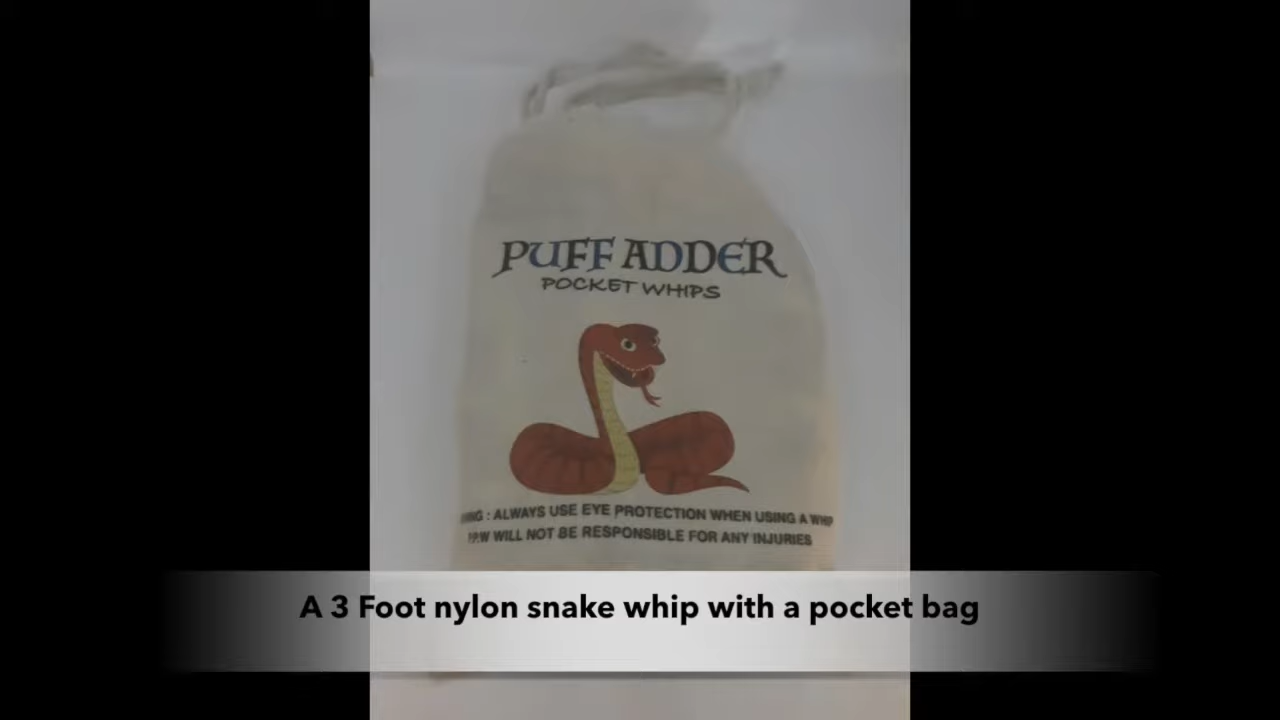 PUFF ADDER
POCKET WHIPS
: ALWAYS USE EYE PROTECTION WHEN USING A WHIP
P.P.W WILL NOT BE RESPONSIBLE FOR ANY INJURIES
A 3 Foot nylon snake whip with a pocket bag